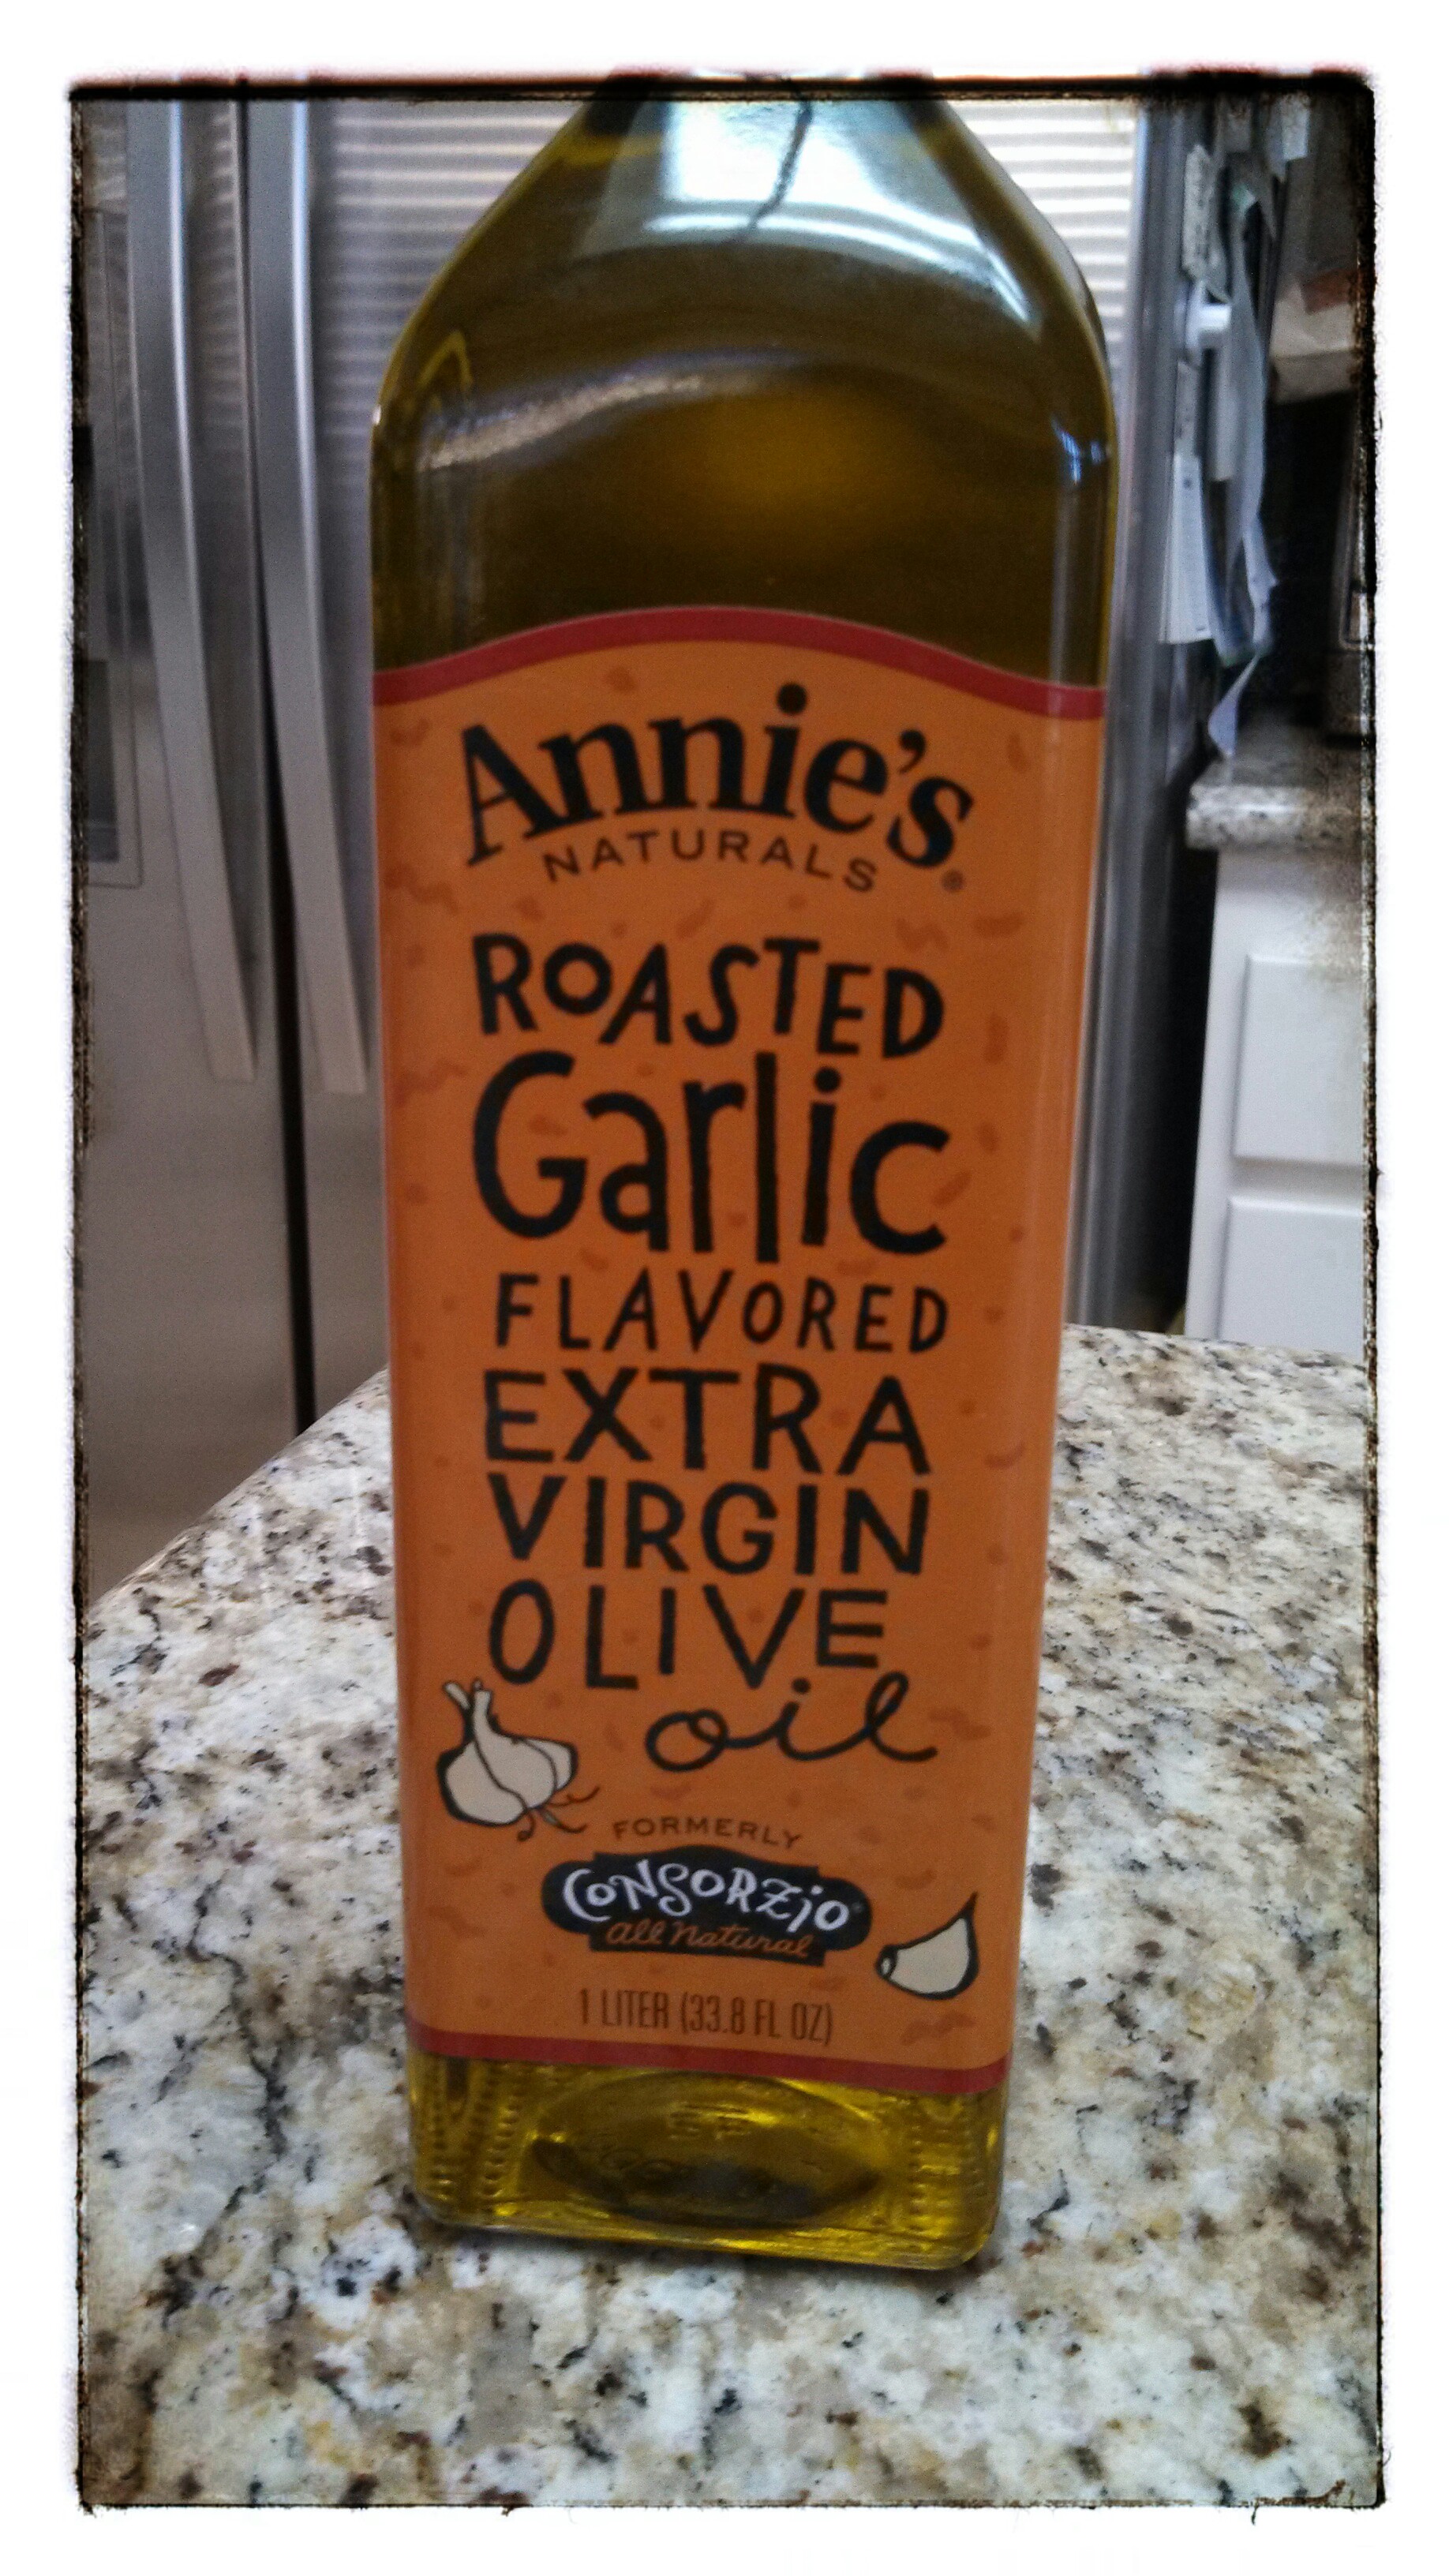 Annie's®
NATURALS
ROASTED
Garlic
FLAVORED
EXTRA
VIRGIN
OLIVE
oil
FORMERLY
CONSORZIO
All Natural
1 LITER (33.8 FL OZ)